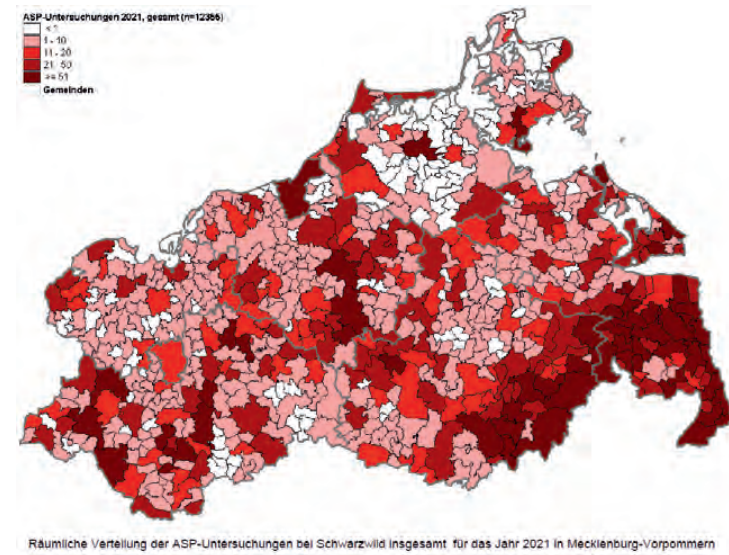 ASP-Untersuchungen 2021, gesamt (n=12366)
< 1
1 - 10
11 - 20
21 - 50
>= 51
Gemeinden
Räumliche Verteilung der ASP-Untersuchungen bei Schwarzwild insgesamt für das Jahr 2021 in Mecklenburg-Vorpommern